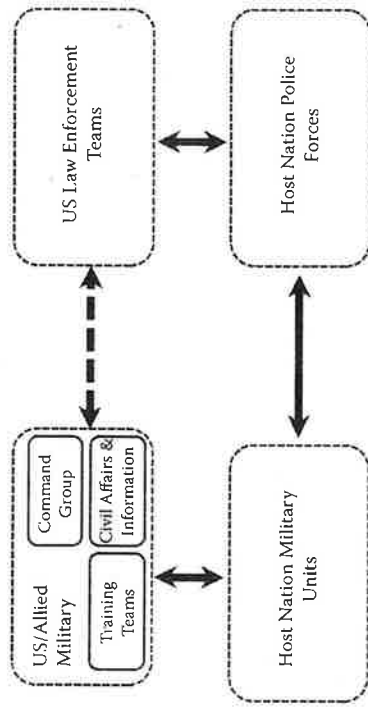 US/Allied
Military
Command
Group
Training
Teams
Civil Affairs &
Information
US Law Enforcement
Teams
Host Nation Military
Units
Host Nation Police
Forces